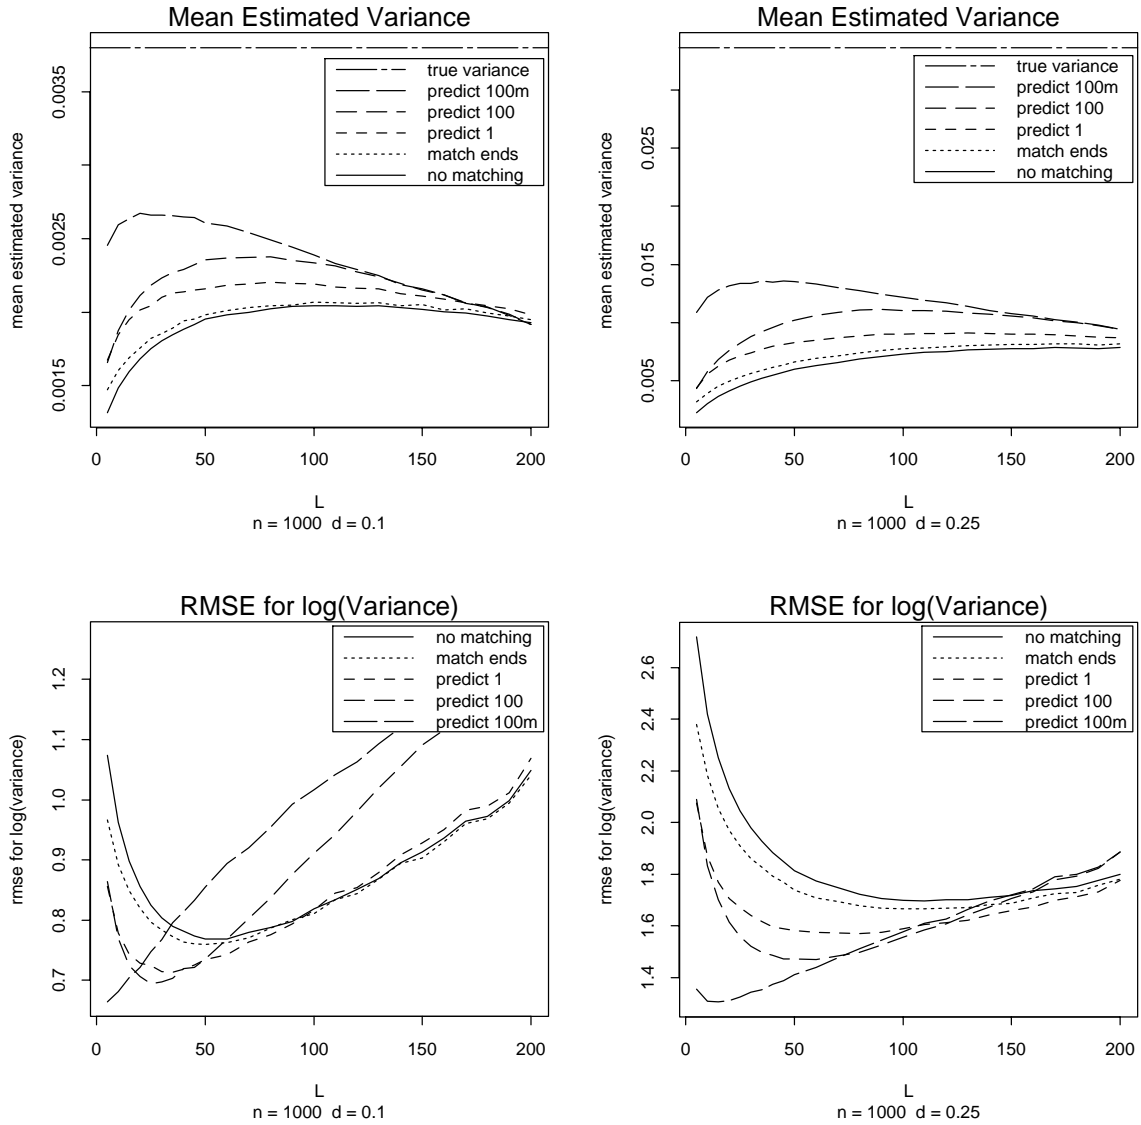 Mean Estimated Variance
mean estimated variance
0.0035
0.0025
0.0015
true variance
predict 100m
predict 100
predict 1
match ends
no matching
0 50 100 150 200
L
n = 1000 d = 0.1
Mean Estimated Variance
mean estimated variance
0.025
0.015
0.005
true variance
predict 100m
predict 100
predict 1
match ends
no matching
0 50 100 150 200
L
n = 1000 d = 0.25
RMSE for log(Variance)
rmse for log(variance)
1.2
1.1
1.0
0.9
0.8
0.7
no matching
match ends
predict 1
predict 100
predict 100m
0 50 100 150 200
L
n = 1000 d = 0.1
RMSE for log(Variance)
rmse for log(variance)
2.6
2.4
2.2
2.0
1.8
1.6
1.4
no matching
match ends
predict 1
predict 100
predict 100m
0 50 100 150 200
L
n = 1000 d = 0.25